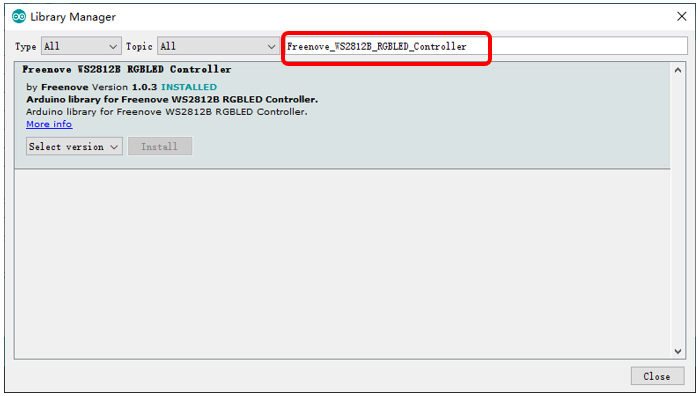 Library Manager
Type All Topic All Freenove_WS2812B_RGBLED_Controller
Freenove WS2812B RGBLED Controller
by Freenove Version 1.0.3 INSTALLED
Arduino library for Freenove WS2812B RGBLED Controller.
Arduino library for Freenove WS2812B RGBLED Controller.
More info
Select version Install
Close